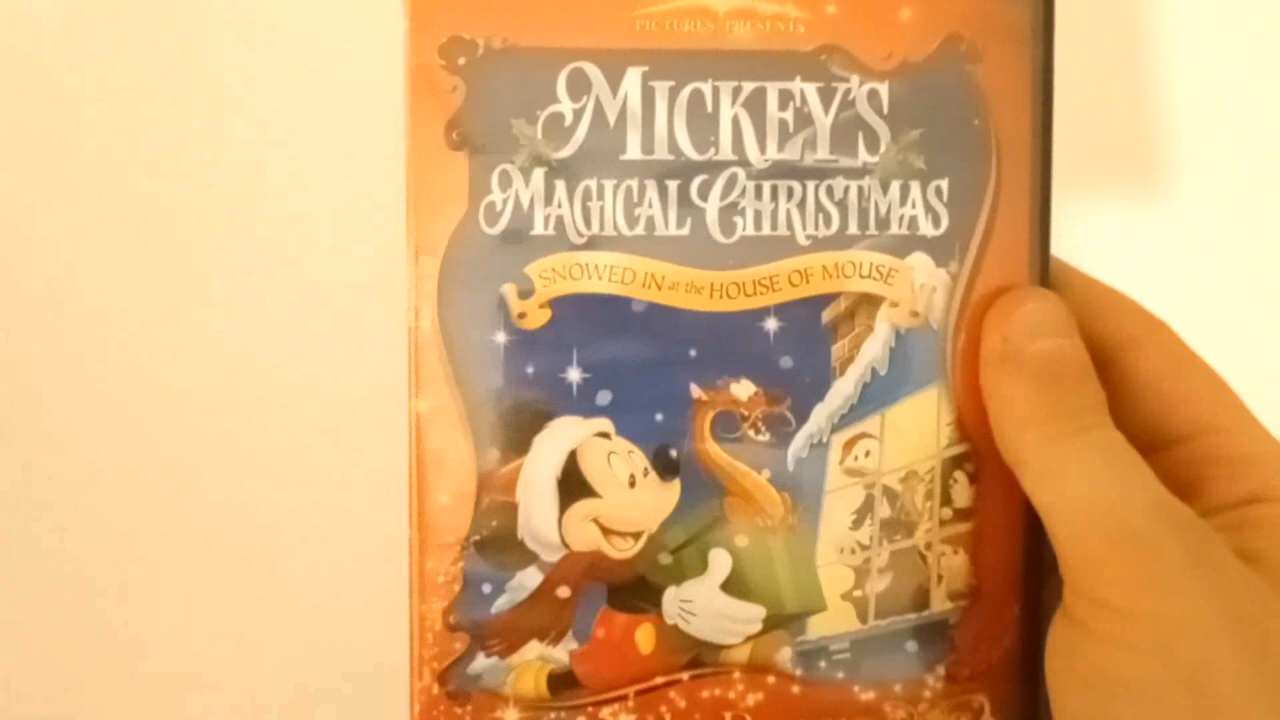 PICTURES PRESENTS
MICKEY'S
MAGICAL CHRISTMAS
SNOWED IN at the HOUSE OF MOUSE